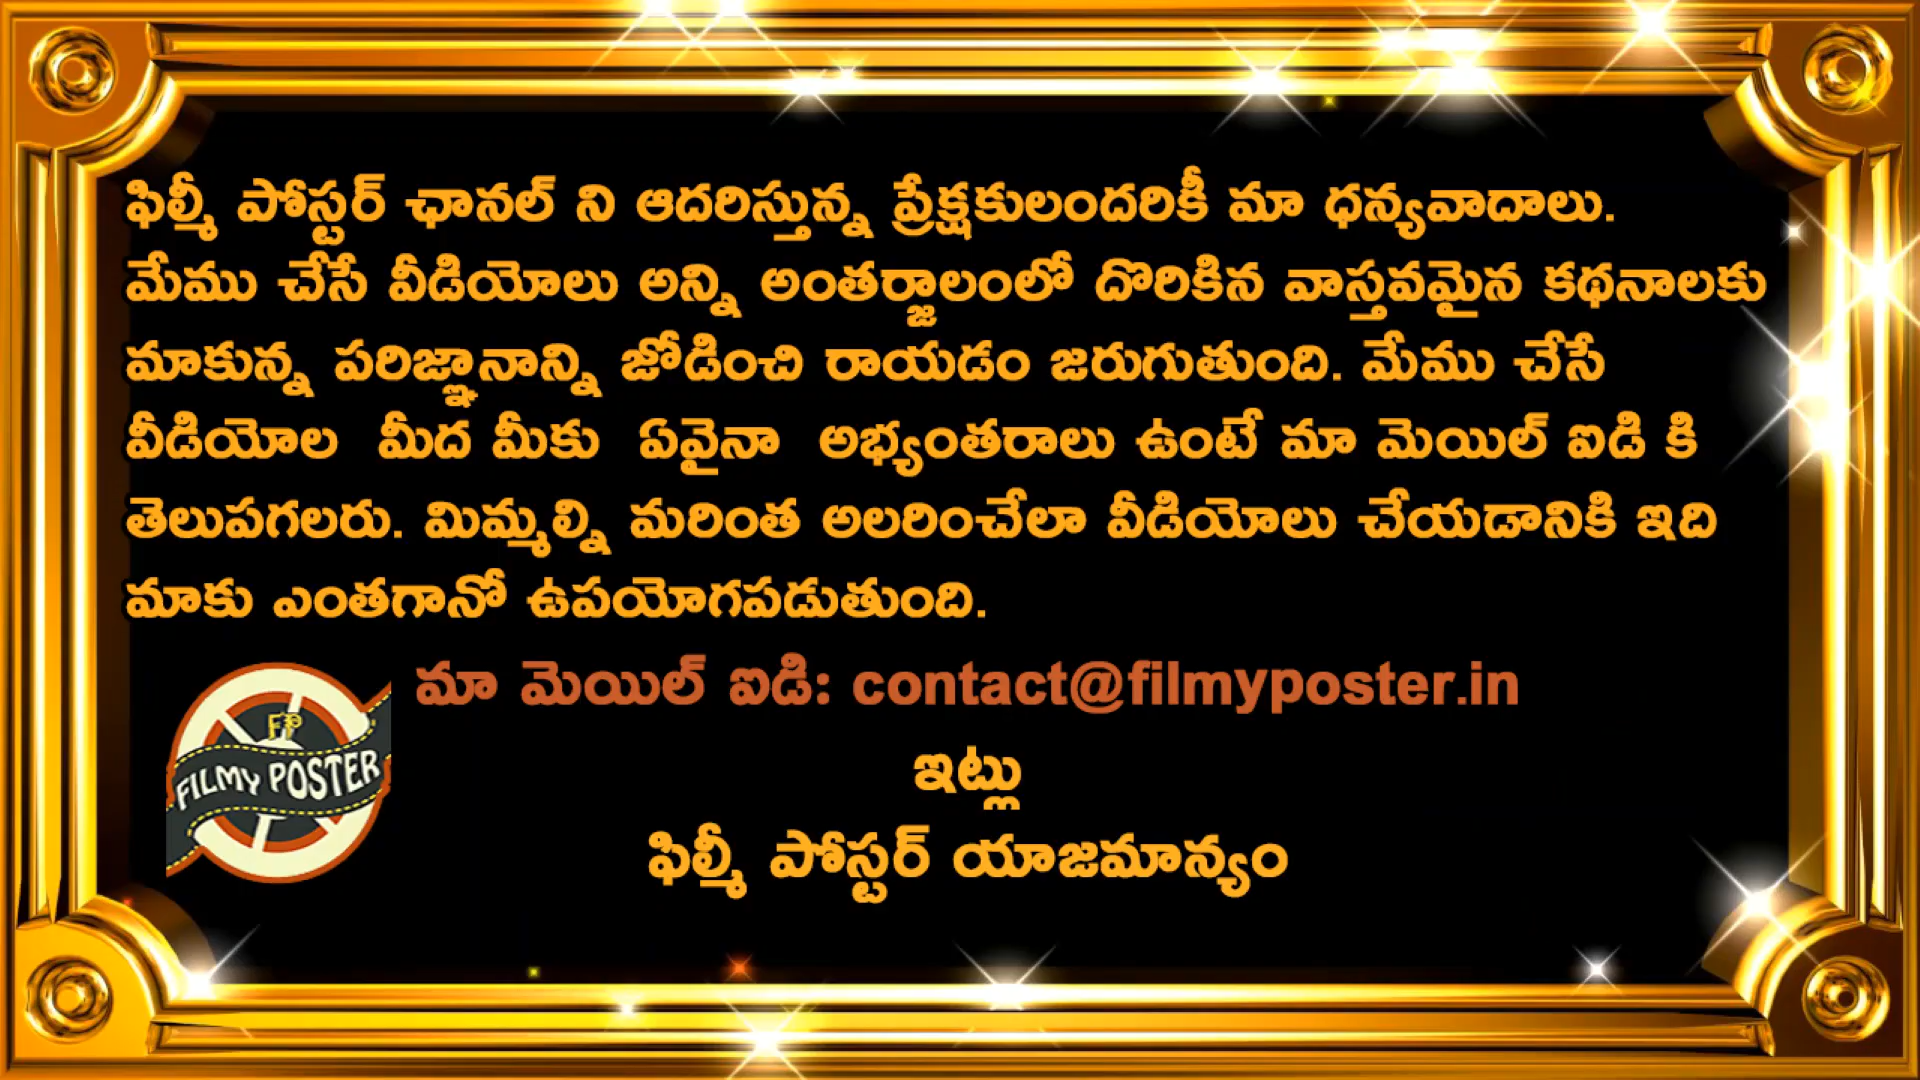 ఫిల్మీ పోస్టర్ ఛానల్ ని ఆదరిస్తున్న ప్రేక్షకులందరికీ మా ధన్యవాదాలు.
మేము చేసే వీడియోలు అన్ని అంతర్జాలంలో దొరికిన వాస్తవమైన కథనాలకు
మాకున్న పరిజ్ఞానాన్ని జోడించి రాయడం జరుగుతుంది. మేము చేసే
వీడియోల మీద మీకు ఏవైనా అభ్యంతరాలు ఉంటే మా మెయిల్ ఐడి కి
తెలుపగలరు. మిమ్మల్ని మరింత అలరించేలా వీడియోలు చేయడానికి ఇది
మాకు ఎంతగానో ఉపయోగపడుతుంది.
మా మెయిల్ ఐడి: contact@filmyposter.in
FP
FILMY POSTER
ఇట్లు
ఫిల్మీ పోస్టర్ యాజమాన్యం